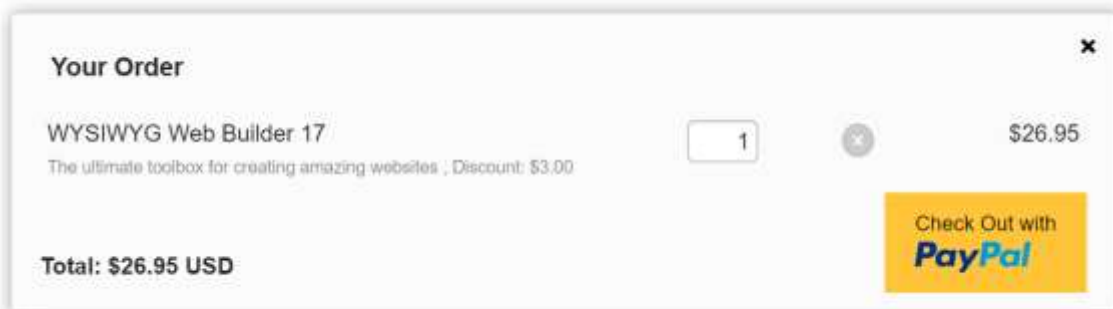 Your Order
WYSIWYG Web Builder 17
1
$26.95
The ultimate toolbox for creating amazing websites , Discount: $3.00
Check Out with
PayPal
Total: $26.95 USD